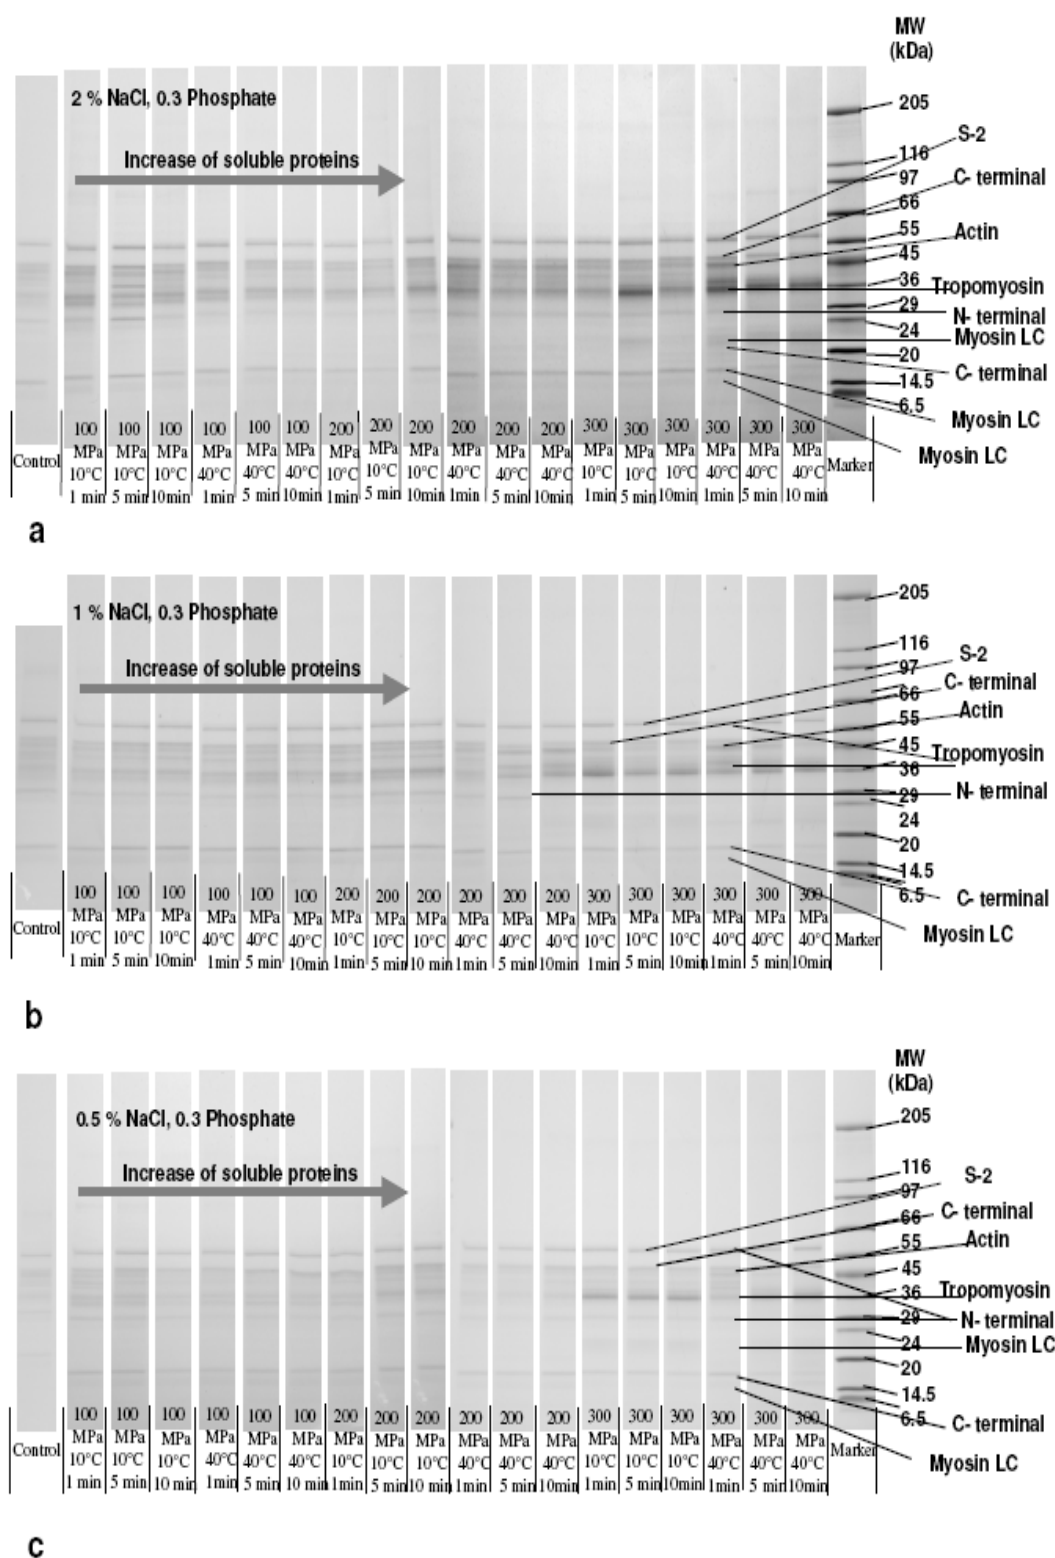 MW
(kDa)
2 % NaCl, 0.3 Phosphate
Increase of soluble proteins
205
S-2
116
C- terminal
97
66
Actin
55
45
36
Tropomyosin
29
N- terminal
24
Myosin LC
20
C- terminal
14.5
6.5
Myosin LC
Myosin LC
100 100 100 100 100 100 200 200 200 200 200 200 300 300 300 300 300 300
Control MPa MPa MPa MPa MPa MPa MPa MPa MPa MPa MPa MPa MPa MPa MPa MPa MPa MPa Marker
10°C 10°C 10°C 40°C 40°C 40°C 10°C 10°C 10°C 40°C 40°C 40°C 10°C 10°C 10°C 40°C 40°C 40°C
1 min 5 min 10min 1min 5 min 10min 1min 5 min 10min 1min 5 min 10min 1min 5 min 10min 1min 5 min 10 min
a
1 % NaCl, 0.3 Phosphate
Increase of soluble proteins
205
116
S-2
97
C- terminal
66
Actin
55
45
Tropomyosin
36
29
N- terminal
24
20
14.5
6.5
C- terminal
Myosin LC
100 100 100 100 100 100 200 200 200 200 200 200 300 300 300 300 300 300
Control MPa MPa MPa MPa MPa MPa MPa MPa MPa MPa MPa MPa MPa MPa MPa MPa MPa MPa Marker
10°C 10°C 10°C 40°C 40°C 40°C 10°C 10°C 10°C 40°C 40°C 40°C 10°C 10°C 10°C 40°C 40°C 40°C
1 min 5 min 10min 1min 5 min 10min 1min 5 min 10min 1min 5 min 10min 1min 5 min 10min 1min 5 min 10min
b
MW
(kDa)
0.5 % NaCl, 0.3 Phosphate
Increase of soluble proteins
205
116
S-2
97
C- terminal
66
Actin
55
45
36
Tropomyosin
29
N- terminal
24
Myosin LC
20
14.5
6.5
C- terminal
Myosin LC
100 100 100 100 100 100 200 200 200 200 200 200 300 300 300 300 300 300
Control MPa MPa MPa MPa MPa MPa MPa MPa MPa MPa MPa MPa MPa MPa MPa MPa MPa MPa Marker
10°C 10°C 10°C 40°C 40°C 40°C 10°C 10°C 10°C 40°C 40°C 40°C 10°C 10°C 10°C 40°C 40°C 40°C
1 min 5 min 10 min 1min 5 min 10 min 1min 5 min 10 min 1min 5 min 10 min 1min 5 min 10min 1min 5 min 10min
c